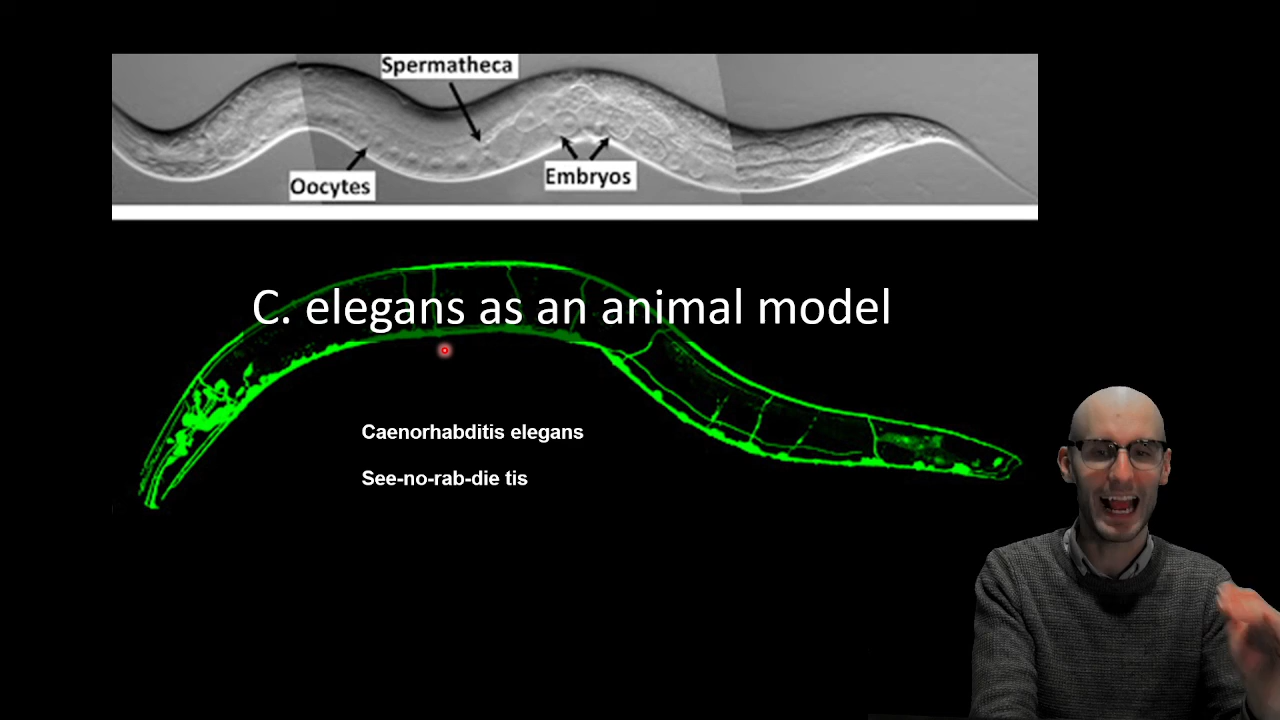 Spermatheca
Oocytes
Embryos
C. elegans as an animal model
Caenorhabditis elegans
See-no-rab-die tis